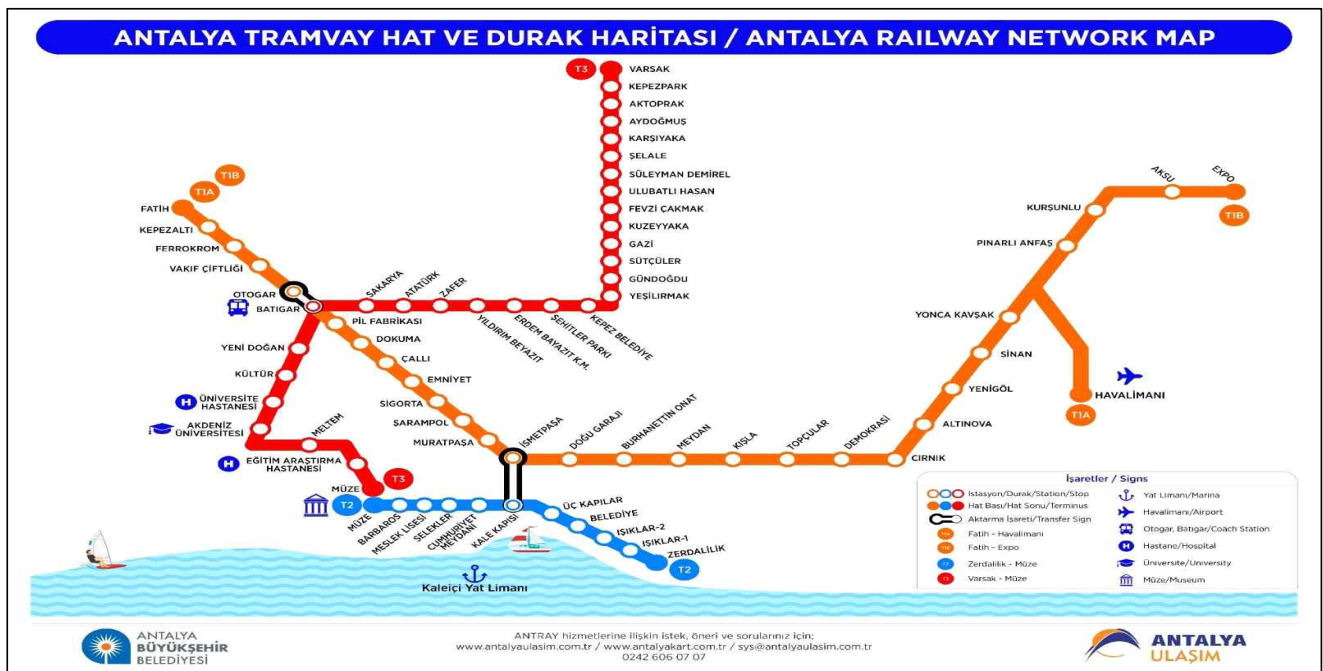 ANTALYA TRAMVAY HAT VE DURAK HARİTASI / ANTALYA RAILWAY NETWORK MAP
T3
VARSAK
KEPEZPARK
AKTOPRAK
AYDOĞMUŞ
KARŞIYAKA
ŞELALE
SÜLEYMAN DEMIREL
ULUBATLI HASAN
FEVZİ ÇAKMAK
KUZEYYAKA
GAZİ
SÜTÇÜLER
GÜNDOĞDU
YEŞİLIRMAK
T1B
T1A
FATİH
KEPEZALTI
FERROKROM
VAKIF ÇİFTLİĞİ
OTOGAR
BATIGAR
SAKARYA
ATATÜRK
ZAFER
YILDIRIM BEYAZIT
ERDEM BAYAZIT K.M.
ŞEHİTLER PARKI
KEPEZ BELEDİYE
PİL FABRİKASI
DOKUMA
ÇALLI
EMNİYET
SİGORTA
ŞARAMPOL
MURATPAŞA
YENİ DOĞAN
KÜLTÜR
H
ÜNİVERSİTE
HASTANESİ
AKDENİZ
ÜNİVERSİTESİ
MELTEM
H
EĞİTİM ARAŞTIRMA
HASTANESİ
MÜZE
T3
İSMETPAŞA
DOĞU GARAJI
BURHANETTİN ONAT
MEYDAN
KIŞLA
TOPÇULAR
DEMOKRASİ
CIRNIK
ALTINOVA
YENİGÖL
SİNAN
YONCA KAVŞAK
PINARLI ANFAŞ
KURŞUNLU
AKSU
EXPO
T1B
HAVALİMANI
T1A
T2
MÜZE
BARBAROS
MESLEK LİSESİ
SELEKLER
CUMHURİYET
MEYDANI
KALE KAPISI
ÜÇ KAPILAR
BELEDİYE
IŞIKLAR-2
IŞIKLAR-1
ZERDALİLİK
T2
Kaleiçi Yat Limanı
İşaretler / Signs
İstasyon/Durak/Station/Stop
Hat Başı/Hat Sonu/Terminus
Aktarma İşareti/Transfer Sign
T1A Fatih - Havalimanı
T1B Fatih - Expo
T2 Zerdalilik - Müze
T3 Varsak - Müze
Yat Limanı/Marina
Havalimanı/Airport
Otogar, Batıgar/Coach Station
H Hastane/Hospital
Üniversite/University
Müze/Museum
ANTALYA
BÜYÜKŞEHİR
BELEDİYESİ
ANTRAY hizmetlerine ilişkin istek, öneri ve sorularınız için;
www.antalyaulasim.com.tr / www.antalyakart.com.tr / sys@antalyaulasim.com.tr
0242 606 07 07
ANTALYA
ULAŞIM